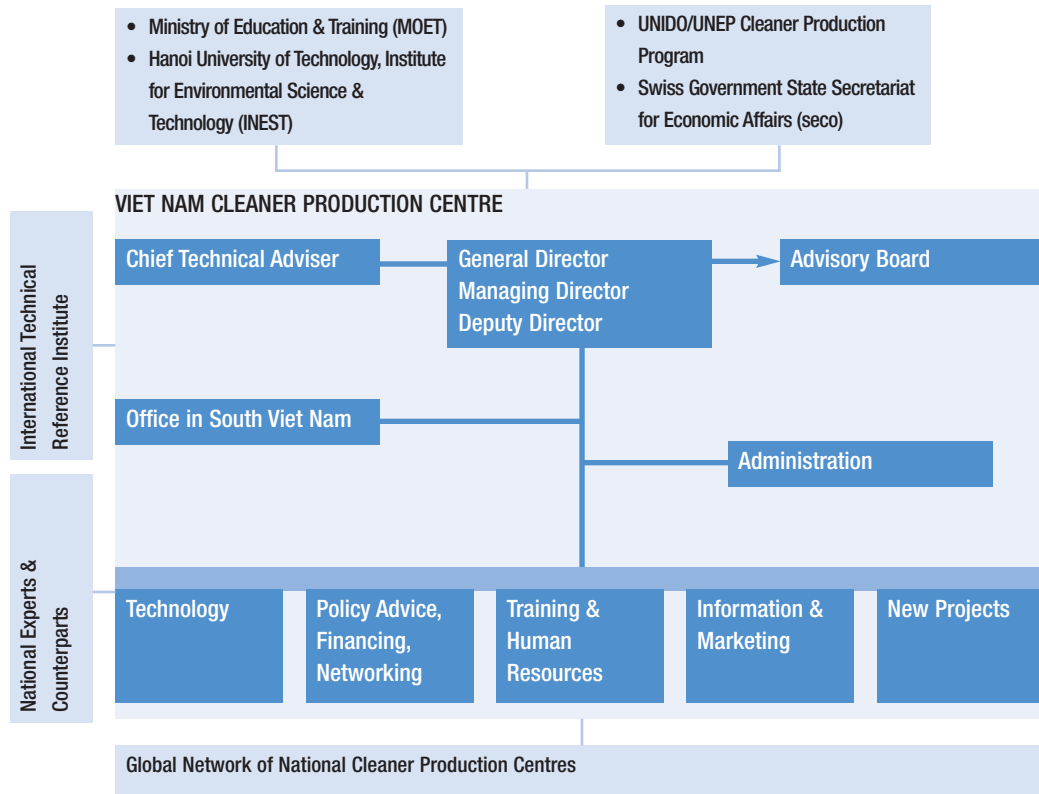 • Ministry of Education & Training (MOET)
• Hanoi University of Technology, Institute
for Environmental Science &
Technology (INEST)
• UNIDO/UNEP Cleaner Production
Program
• Swiss Government State Secretariat
for Economic Affairs (seco)
VIET NAM CLEANER PRODUCTION CENTRE
International Technical
Reference Institute
Chief Technical Adviser
General Director
Managing Director
Deputy Director
Advisory Board
Office in South Viet Nam
Administration
National Experts &
Counterparts
Technology
Policy Advice,
Financing,
Networking
Training &
Human
Resources
Information &
Marketing
New Projects
Global Network of National Cleaner Production Centres